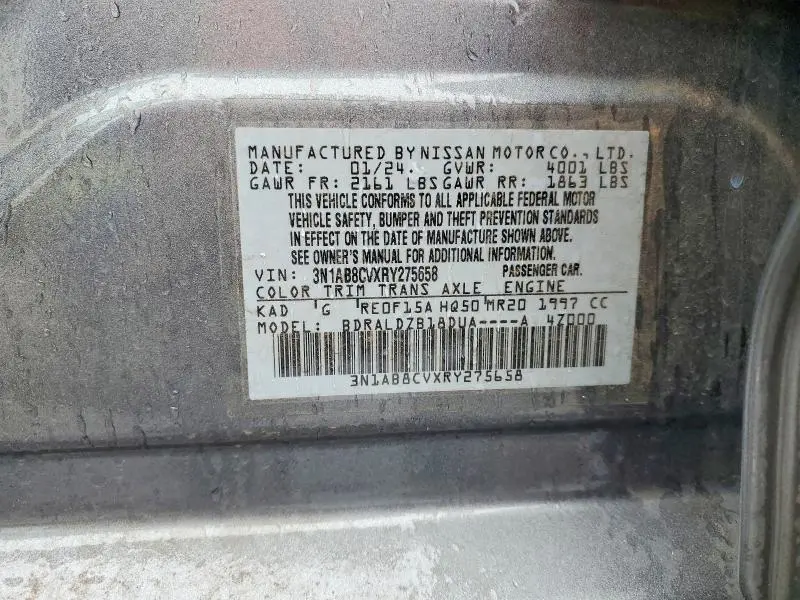 MANUFACTURED BY NISSAN MOTOR CO., LTD.
DATE: 01/24 GVWR: 4001 LBS
GAWR FR: 2161 LBS GAWR RR: 1863 LBS
THIS VEHICLE CONFORMS TO ALL APPLICABLE FEDERAL MOTOR
VEHICLE SAFETY, BUMPER AND THEFT PREVENTION STANDARDS
IN EFFECT ON THE DATE OF MANUFACTURE SHOWN ABOVE.
SEE OWNER'S MANUAL FOR ADDITIONAL INFORMATION.
VIN: 3N1AB8CVXRY275658 PASSENGER CAR.
COLOR TRIM TRANS AXLE ENGINE
KAD 'G 'RE0F15A HQ50 MR20 1997 CC
MODEL: BDRALDZB18DUA----A 4Z000
3N1AB8CVXRY275658